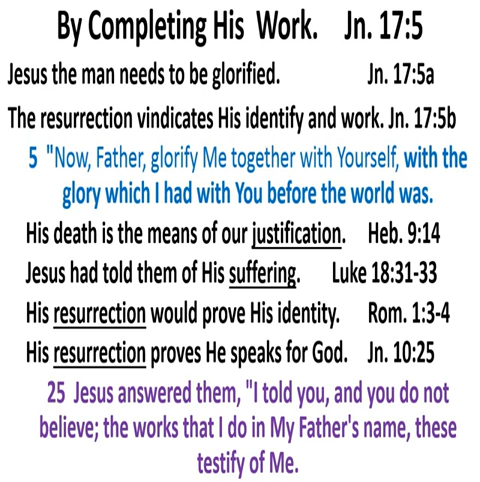 By Completing His Work. Jn. 17:5
Jesus the man needs to be glorified. Jn. 17:5a
The resurrection vindicates His identify and work. Jn. 17:5b
5 "Now, Father, glorify Me together with Yourself, with the
glory which I had with You before the world was.
His death is the means of our justification. Heb. 9:14
Jesus had told them of His suffering. Luke 18:31-33
His resurrection would prove His identity. Rom. 1:3-4
His resurrection proves He speaks for God. Jn. 10:25
25 Jesus answered them, "I told you, and you do not
believe; the works that I do in My Father's name, these
testify of Me.